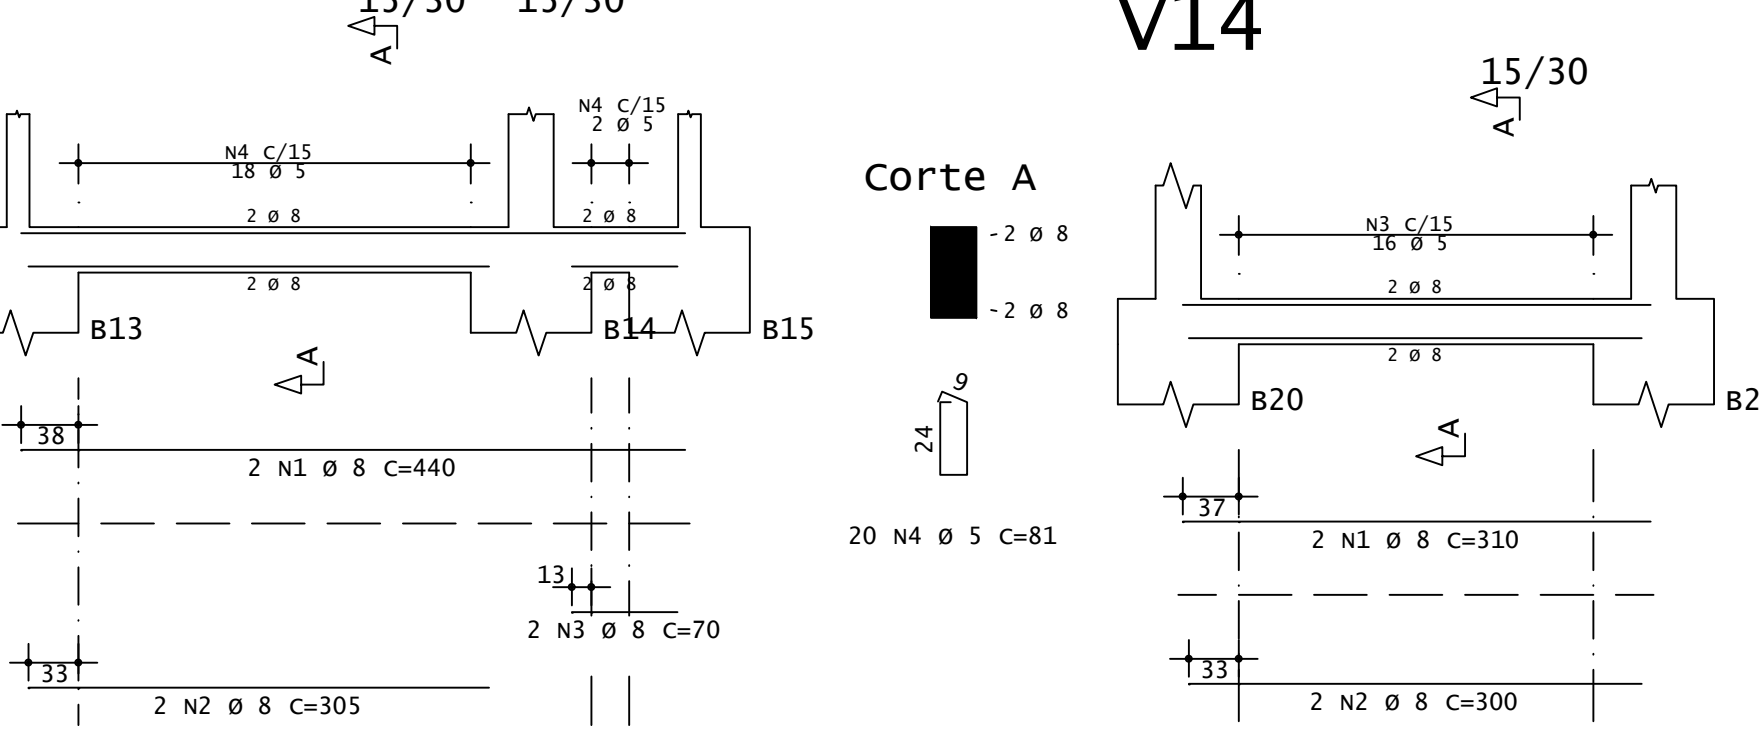 15/30 15/30
A
N4 C/15
18 Ø 5
N4 C/15
2 Ø 5
2 Ø 8
2 Ø 8
2 Ø 8
2 Ø 8
B13
B14
B15
A
38
2 N1 Ø 8 C=440
13
2 N3 Ø 8 C=70
33
2 N2 Ø 8 C=305
Corte A
-2 Ø 8
-2 Ø 8
9
24
20 N4 Ø 5 C=81
V14
15/30
A
N3 C/15
16 Ø 5
2 Ø 8
2 Ø 8
B20
B2
A
37
2 N1 Ø 8 C=310
33
2 N2 Ø 8 C=300